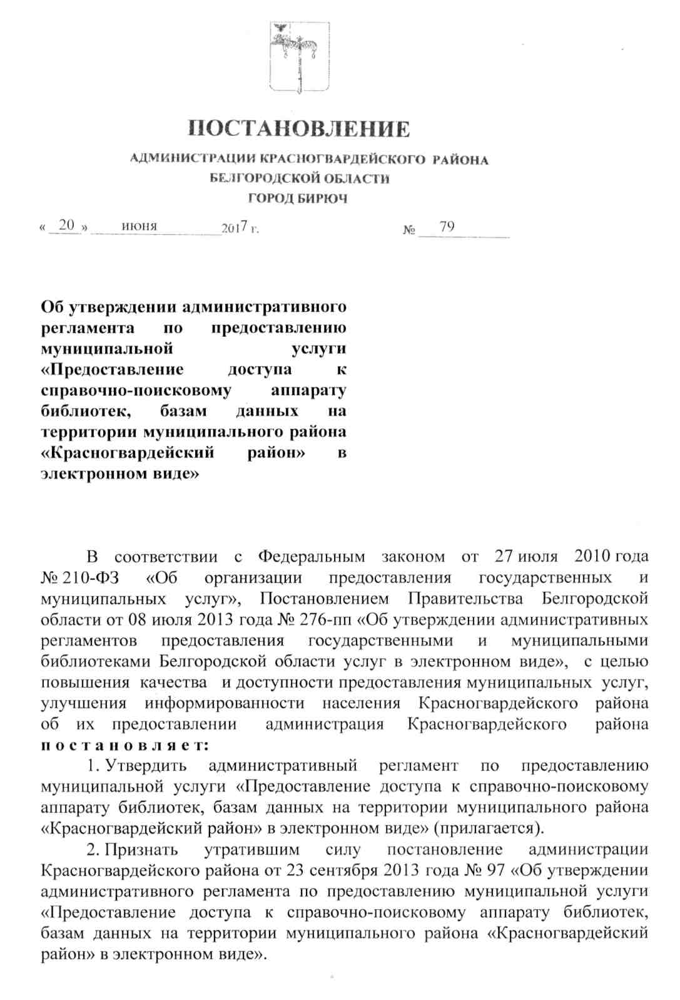 ПОСТАНОВЛЕНИЕ
АДМИНИСТРАЦИИ КРАСНОГВАРДЕЙСКОГО РАЙОНА
БЕЛГОРОДСКОЙ ОБЛАСТИ
ГОРОД БИРЮЧ
« 20 » июня 2017 г. № 79
Об утверждении административного
регламента по предоставлению
муниципальной услуги
«Предоставление доступа к
справочно-поисковому аппарату
библиотек, базам данных на
территории муниципального района
«Красногвардейский район» в
электронном виде»
В соответствии с Федеральным законом от 27 июля 2010 года
№ 210-ФЗ «Об организации предоставления государственных и
муниципальных услуг», Постановлением Правительства Белгородской
области от 08 июля 2013 года № 276-пп «Об утверждении административных
регламентов предоставления государственными и муниципальными
библиотеками Белгородской области услуг в электронном виде», с целью
повышения качества и доступности предоставления муниципальных услуг,
улучшения информированности населения Красногвардейского района
об их предоставлении администрация Красногвардейского района
п о с т а н о в л я е т:
1. Утвердить административный регламент по предоставлению
муниципальной услуги «Предоставление доступа к справочно-поисковому
аппарату библиотек, базам данных на территории муниципального района
«Красногвардейский район» в электронном виде» (прилагается).
2. Признать утратившим силу постановление администрации
Красногвардейского района от 23 сентября 2013 года № 97 «Об утверждении
административного регламента по предоставлению муниципальной услуги
«Предоставление доступа к справочно-поисковому аппарату библиотек,
базам данных на территории муниципального района «Красногвардейский
район» в электронном виде».